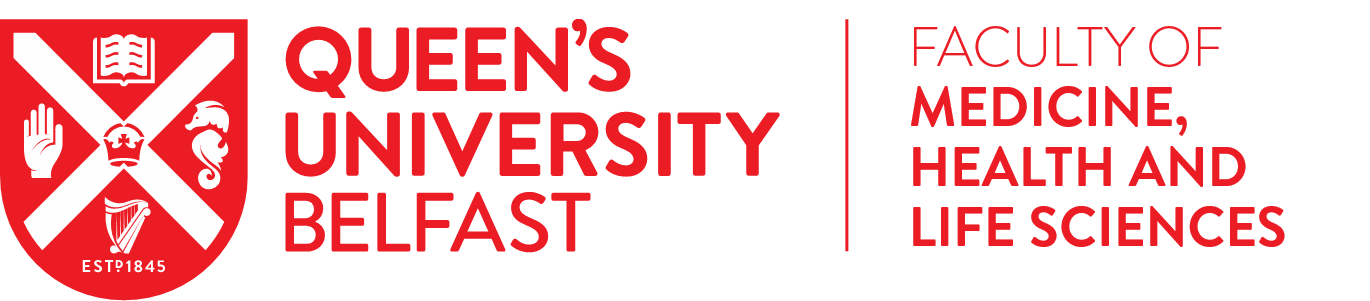 QUEEN'S
UNIVERSITY
BELFAST
ESTD 1845
FACULTY OF
MEDICINE,
HEALTH AND
LIFE SCIENCES